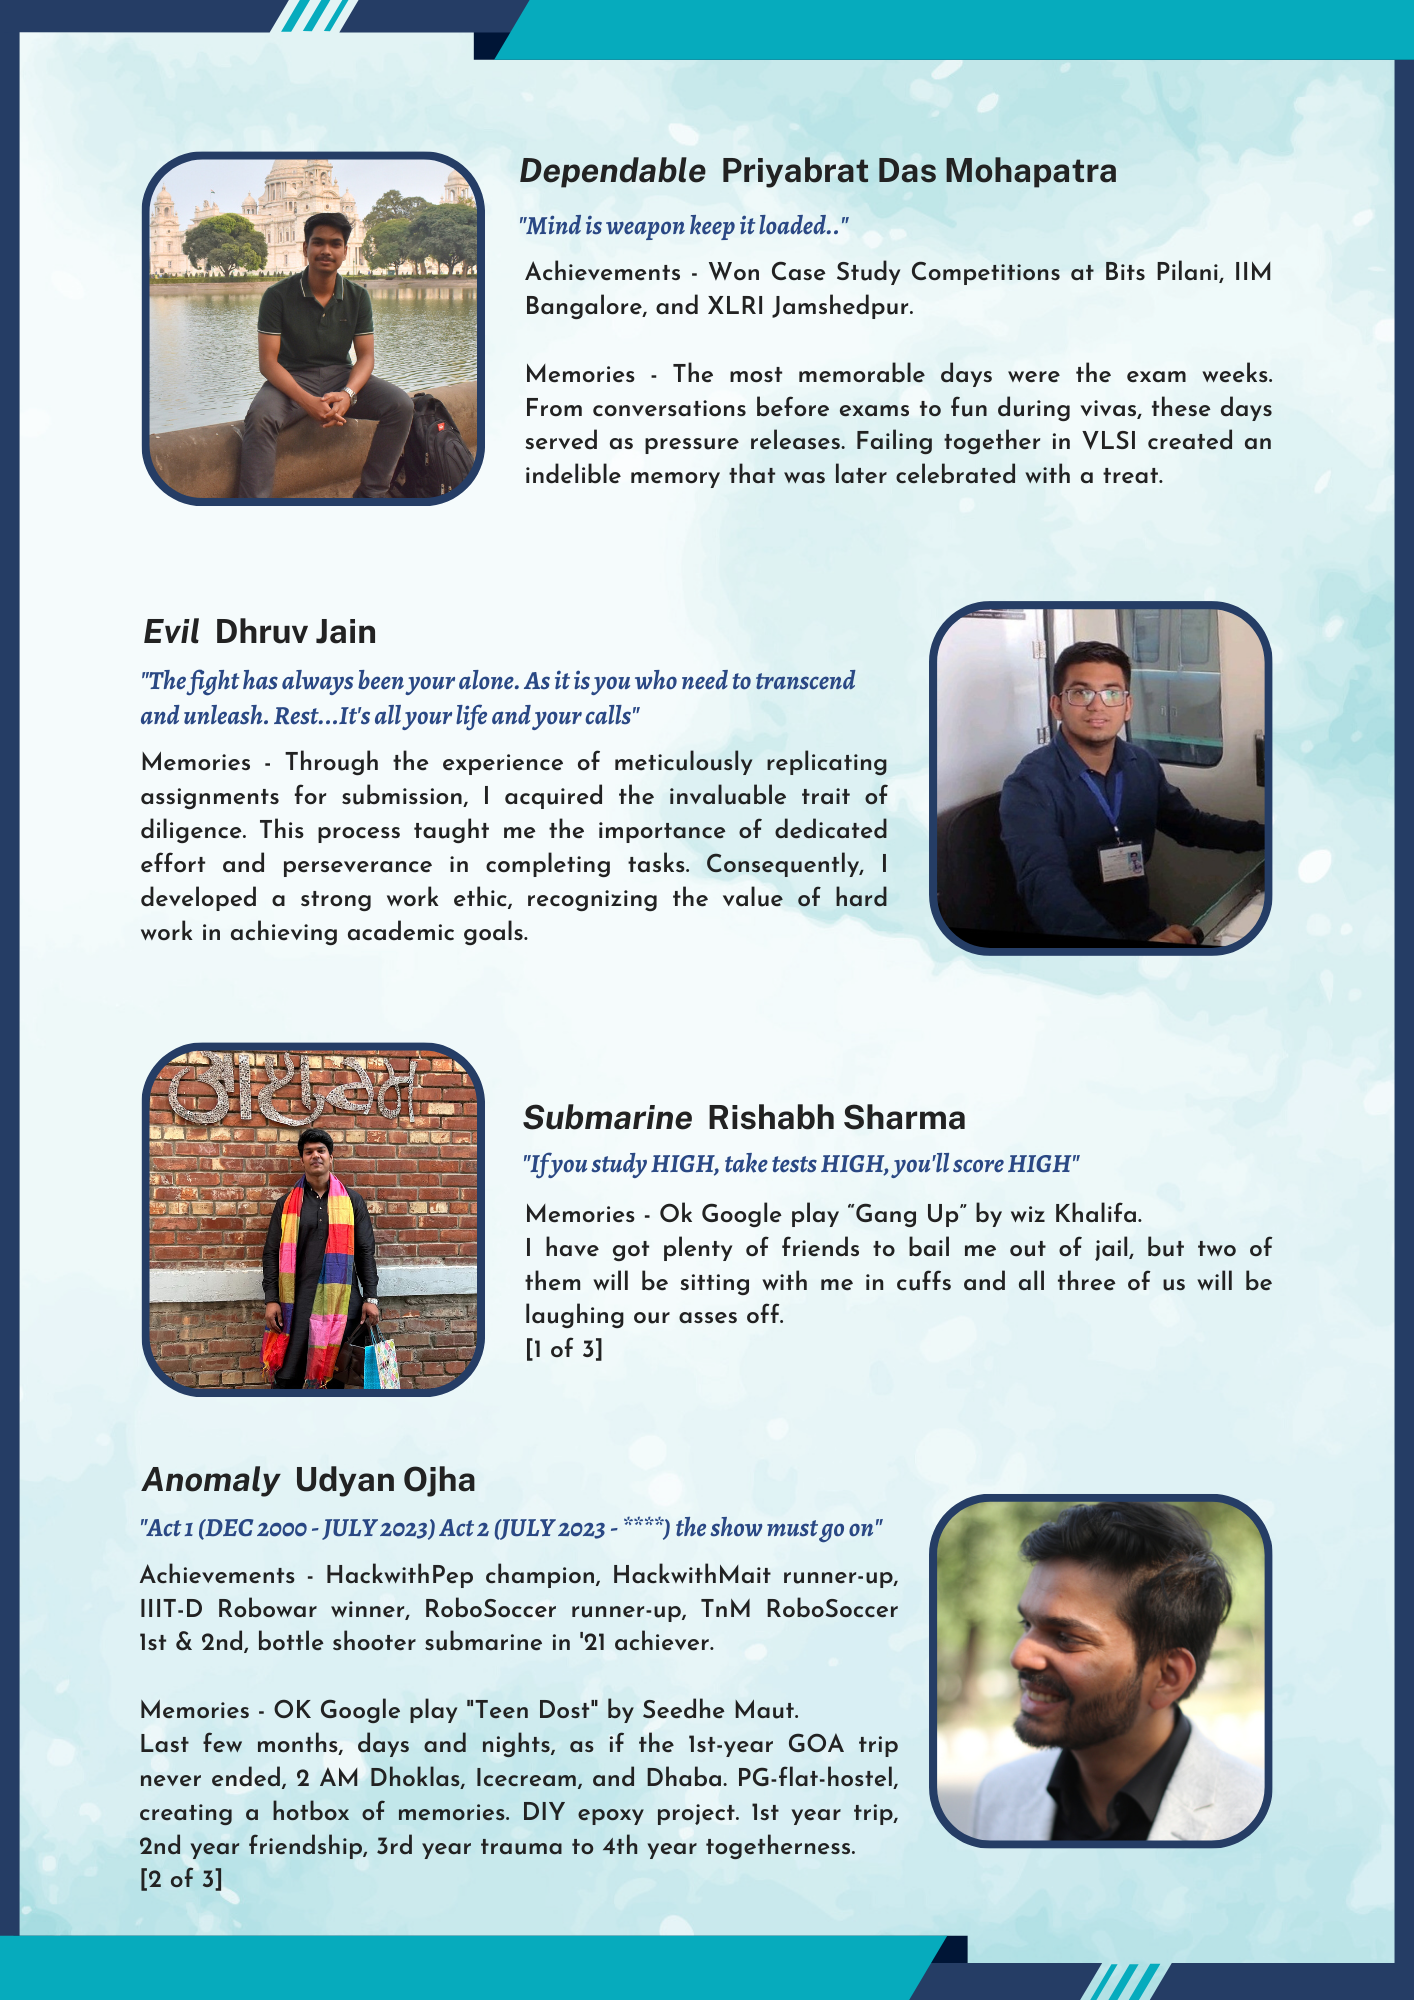 Dependable Priyabrat Das Mohapatra
"Mind is weapon keep it loaded.."
Achievements - Won Case Study Competitions at Bits Pilani, IIM
Bangalore, and XLRI Jamshedpur.
Memories - The most memorable days were the exam weeks.
From conversations before exams to fun during vivas, these days
served as pressure releases. Failing together in VLSI created an
indelible memory that was later celebrated with a treat.
Evil Dhruv Jain
"The fight has always been your alone. As it is you who need to transcend
and unleash. Rest...It's all your life and your calls"
Memories - Through the experience of meticulously replicating
assignments for submission, I acquired the invaluable trait of
diligence. This process taught me the importance of dedicated
effort and perseverance in completing tasks. Consequently, I
developed a strong work ethic, recognizing the value of hard
work in achieving academic goals.
आश्रम
Submarine Rishabh Sharma
"If you study HIGH, take tests HIGH, you'll score HIGH"
Memories - Ok Google play “Gang Up” by wiz Khalifa.
I have got plenty of friends to bail me out of jail, but two of
them will be sitting with me in cuffs and all three of us will be
laughing our asses off.
[1 of 3]
Anomaly Udyan Ojha
"Act 1 (DEC 2000 - JULY 2023) Act 2 (JULY 2023 - ****) the show must go on"
Achievements - HackwithPep champion, HackwithMait runner-up,
IIIT-D Robowar winner, RoboSoccer runner-up, TnM RoboSoccer
1st & 2nd, bottle shooter submarine in '21 achiever.
Memories - OK Google play "Teen Dost" by Seedhe Maut.
Last few months, days and nights, as if the 1st-year GOA trip
never ended, 2 AM Dhoklas, Icecream, and Dhaba. PG-flat-hostel,
creating a hotbox of memories. DIY epoxy project. 1st year trip,
2nd year friendship, 3rd year trauma to 4th year togetherness.
[2 of 3]